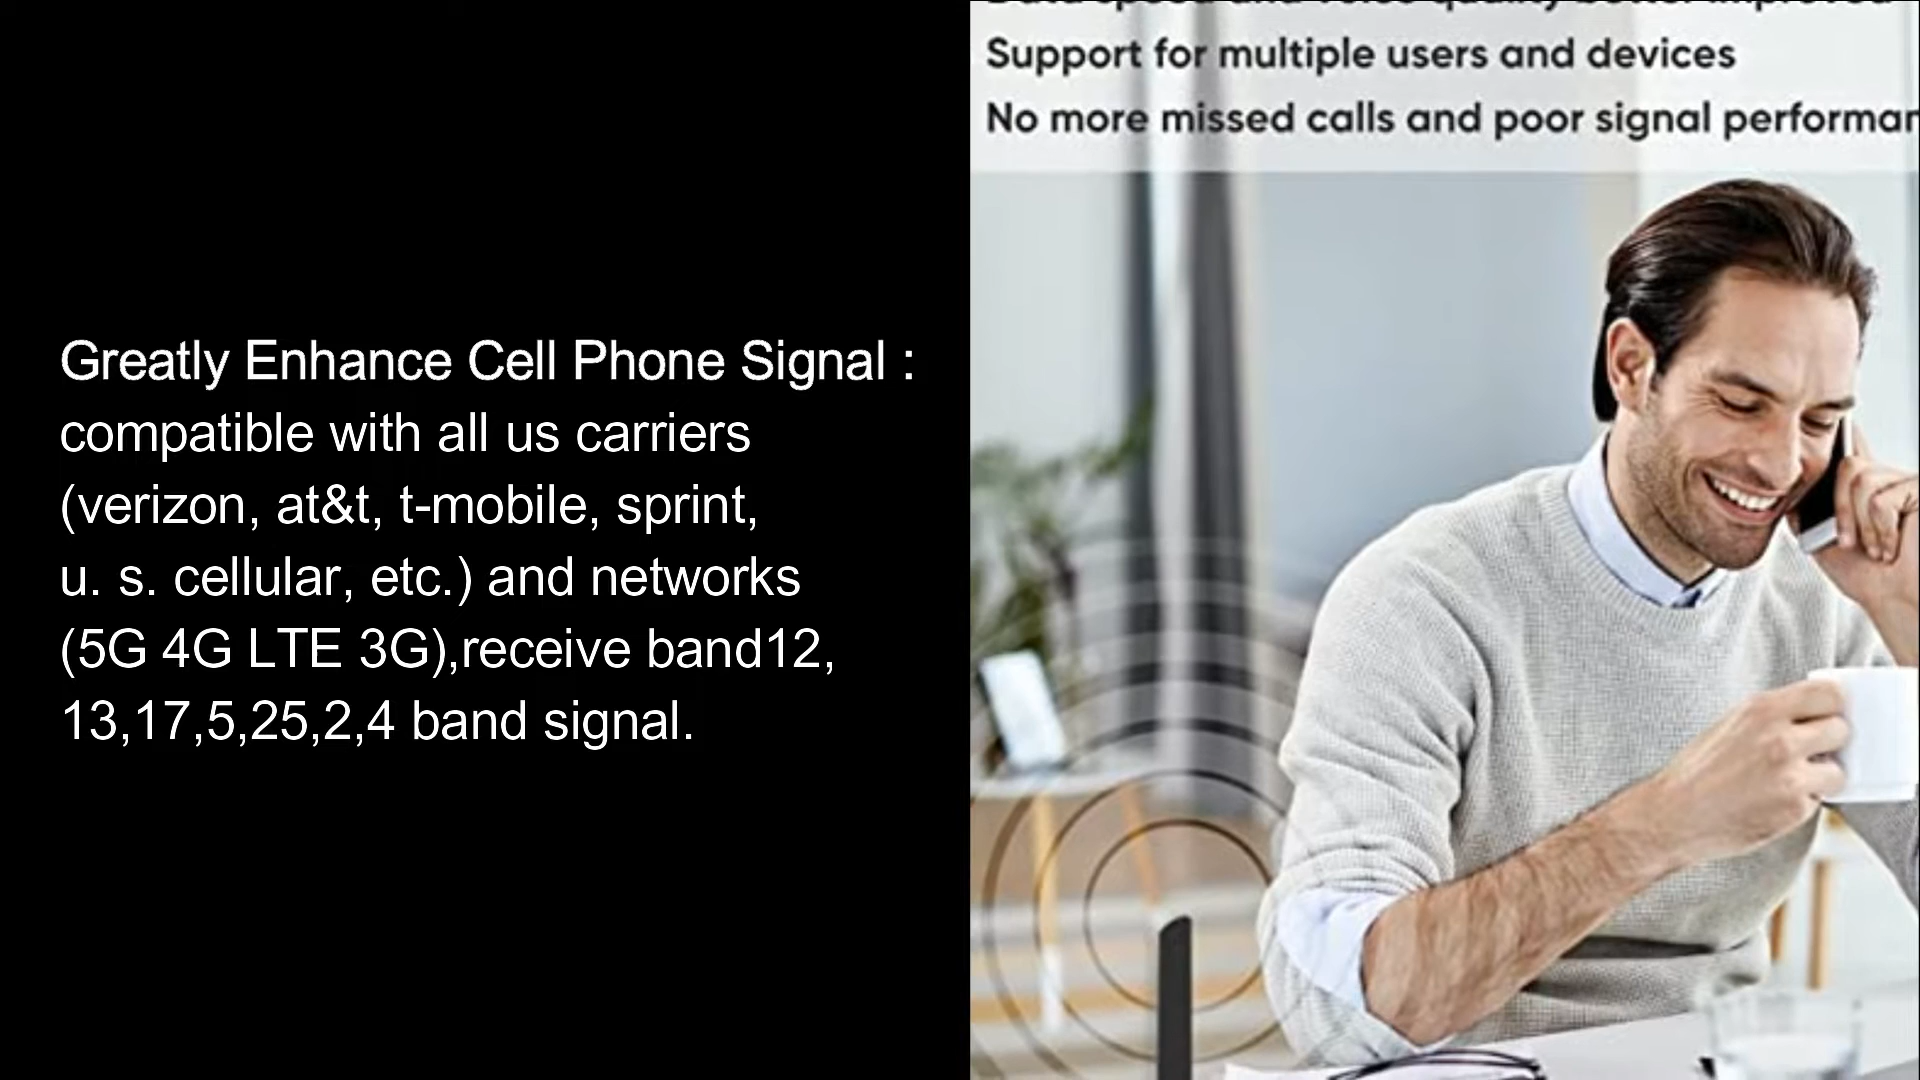 Support for multiple users and devices
No more missed calls and poor signal
Greatly Enhance Cell Phone Signal :
compatible with all us carriers
(verizon, at&t, t-mobile, sprint,
u. s. cellular, etc.) and networks
(5G 4G LTE 3G),receive band12,
13,17,5,25,2,4 band signal.